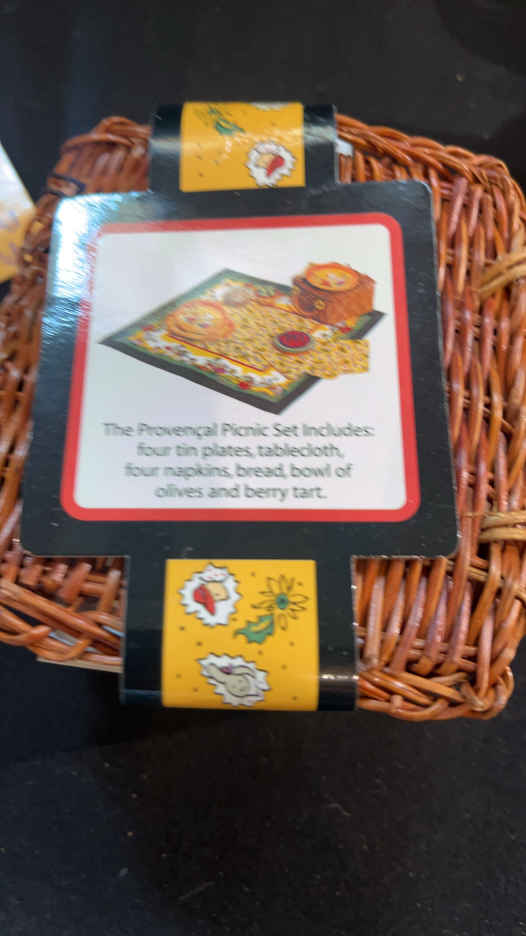 The Provençal Picnic Set Includes:
four tin plates, tablecloth,
four napkins, bread, bowl of
olives and berry tart.